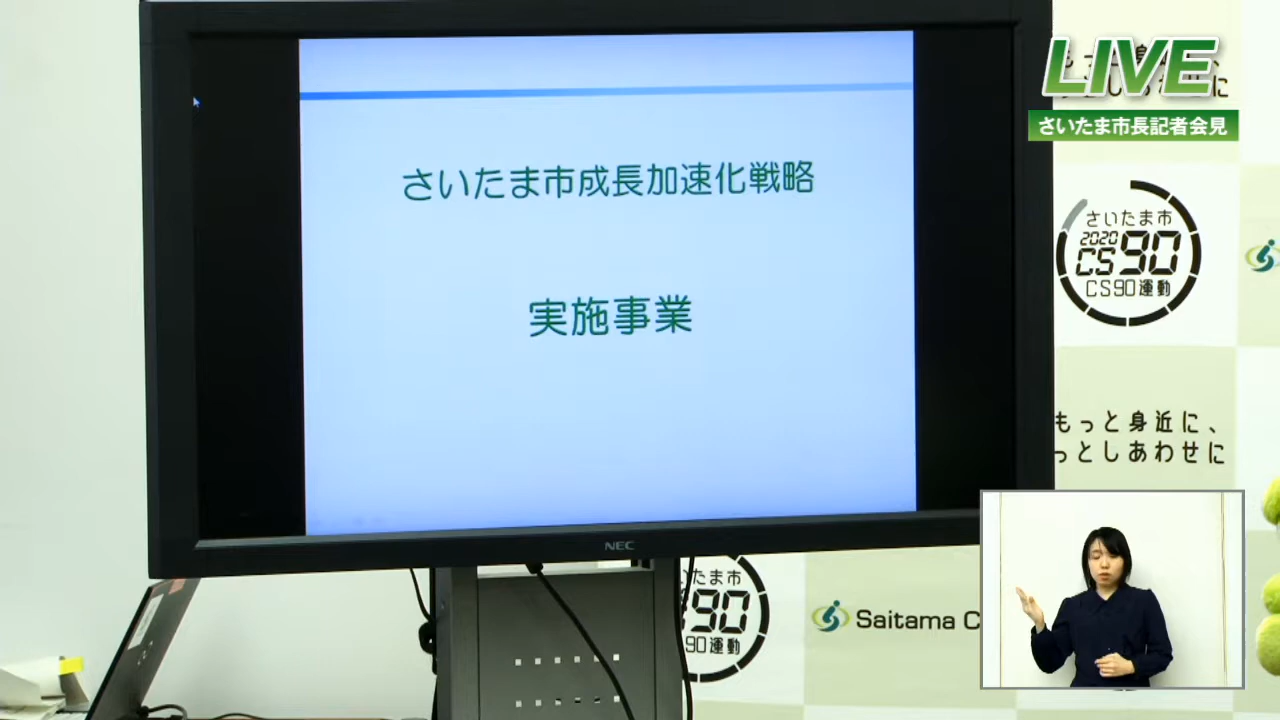 さいたま市成長加速化戦略
実施事業
NEC
LIVE
さいたま市長記者会見
さいたま市
2020
CS90
CS90運動
もっと身近に、
っとしあわせに
たま市
90
90運動
Saitama C